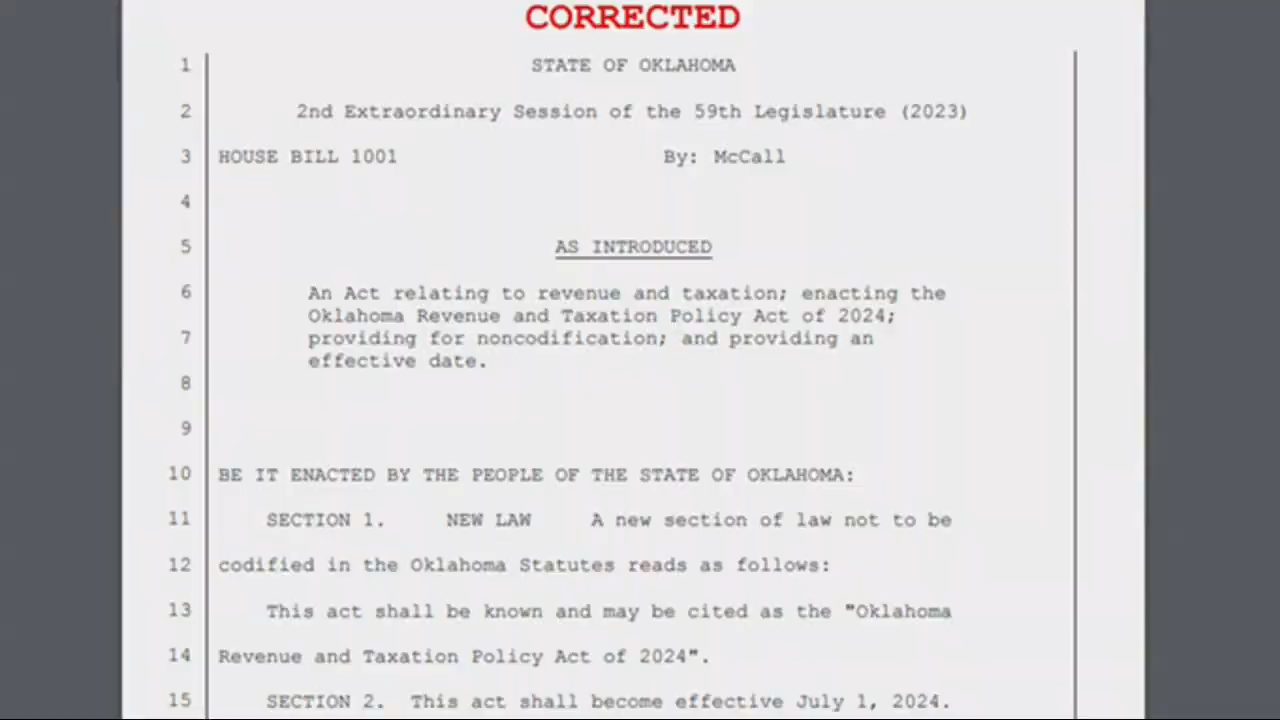 CORRECTED
1 STATE OF OKLAHOMA
2 2nd Extraordinary Session of the 59th Legislature (2023)
3 HOUSE BILL 1001 By: McCall
4
5 AS INTRODUCED
6 An Act relating to revenue and taxation; enacting the
Oklahoma Revenue and Taxation Policy Act of 2024;
7 providing for noncodification; and providing an
effective date.
8
9
10 BE IT ENACTED BY THE PEOPLE OF THE STATE OF OKLAHOMA:
11 SECTION 1. NEW LAW A new section of law not to be
12 codified in the Oklahoma Statutes reads as follows:
13 This act shall be known and may be cited as the "Oklahoma
14 Revenue and Taxation Policy Act of 2024".
15 SECTION 2. This act shall become effective July 1, 2024.